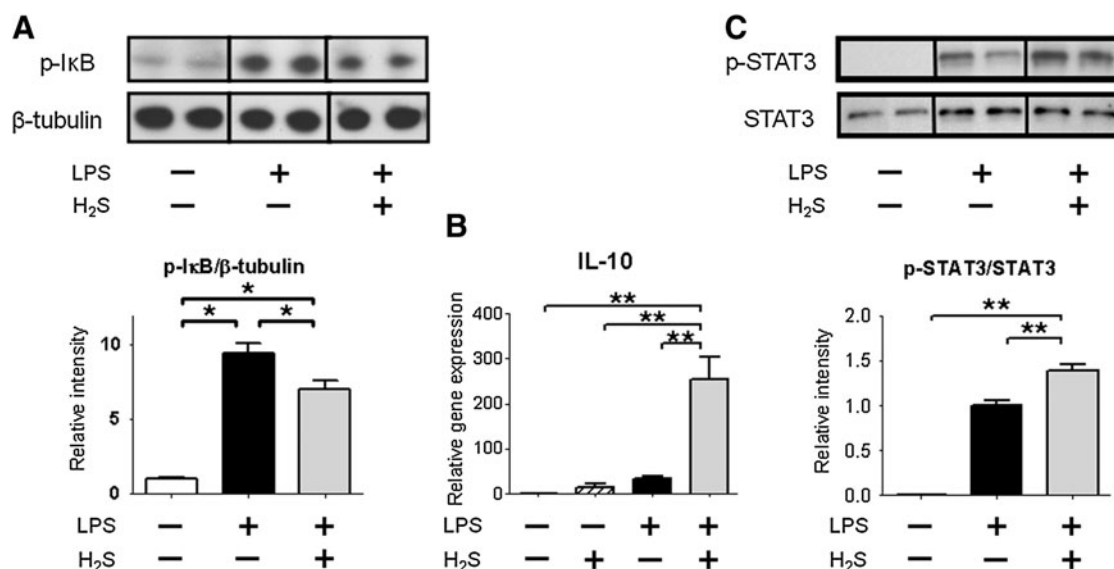 A
p-IκB
β-tubulin
LPS − + +
H₂S − − +
p-IκB/β-tubulin
*
* *
Relative intensity
10
5
0
LPS − + +
H₂S − − +
B
IL-10
**
**
**
Relative gene expression
400
300
200
100
0
LPS − − + +
H₂S − + − +
C
p-STAT3
STAT3
LPS − + +
H₂S − − +
p-STAT3/STAT3
**
**
Relative intensity
2.0
1.5
1.0
0.5
0.0
LPS − + +
H₂S − − +